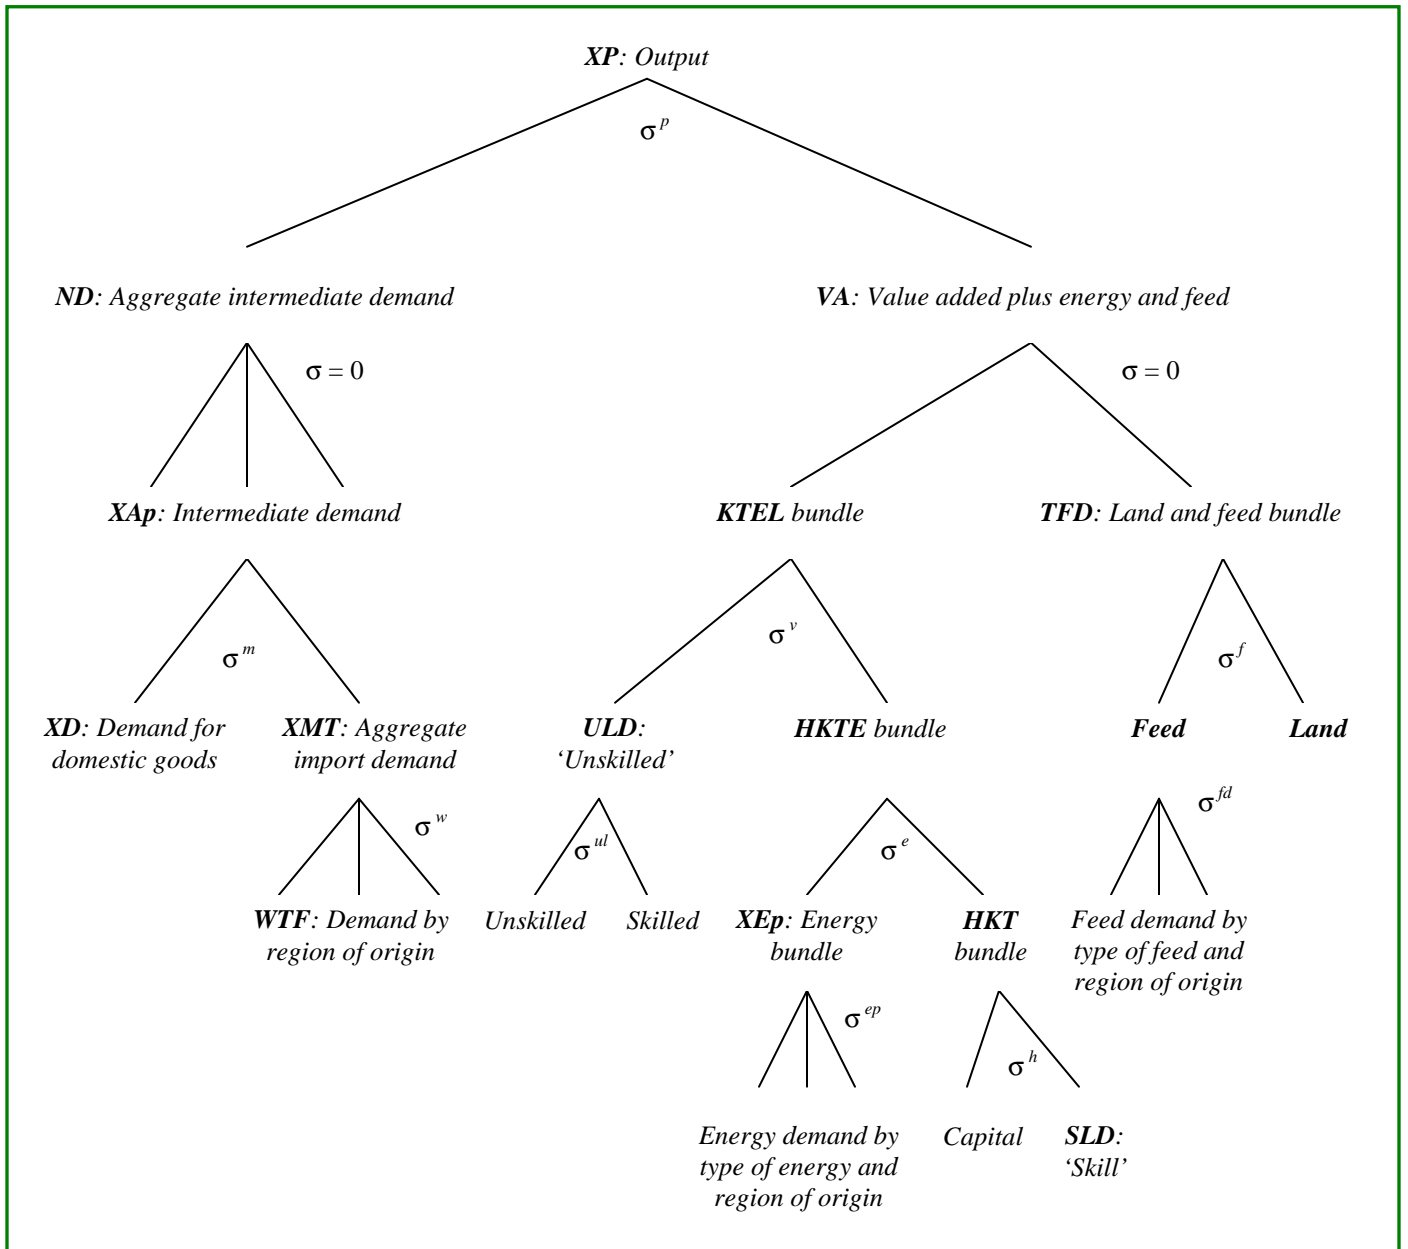 XP: Output
σ^p
ND: Aggregate intermediate demand
VA: Value added plus energy and feed
σ = 0
σ = 0
XAp: Intermediate demand
KTEL bundle
TFD: Land and feed bundle
σ^v
σ^m
σ^f
XD: Demand for
domestic goods
XMT: Aggregate
import demand
ULD:
‘Unskilled’
HKTE bundle
Feed
Land
σ^w
σ^ul
σ^e
σ^fd
WTF: Demand by
region of origin
Unskilled
Skilled
XEp: Energy
bundle
HKT
bundle
Feed demand by
type of feed and
region of origin
σ^ep
σ^h
Energy demand by
type of energy and
region of origin
Capital
SLD:
‘Skill’